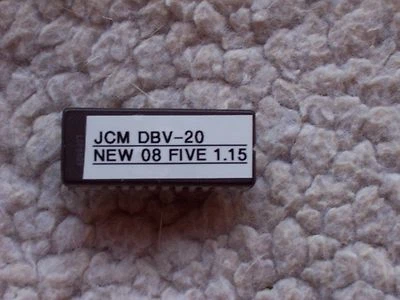 JCM DBV-20
NEW 08 FIVE 1.15